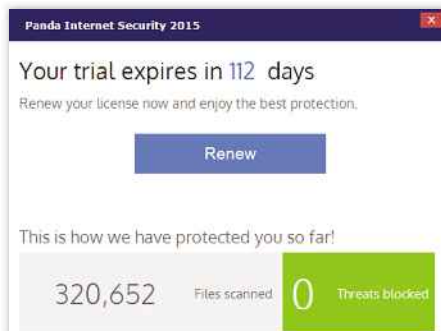 Panda Internet Security 2015
Your trial expires in 112 days
Renew your license now and enjoy the best protection.
Renew
This is how we have protected you so far!
320,652 Files scanned 0 Threats blocked